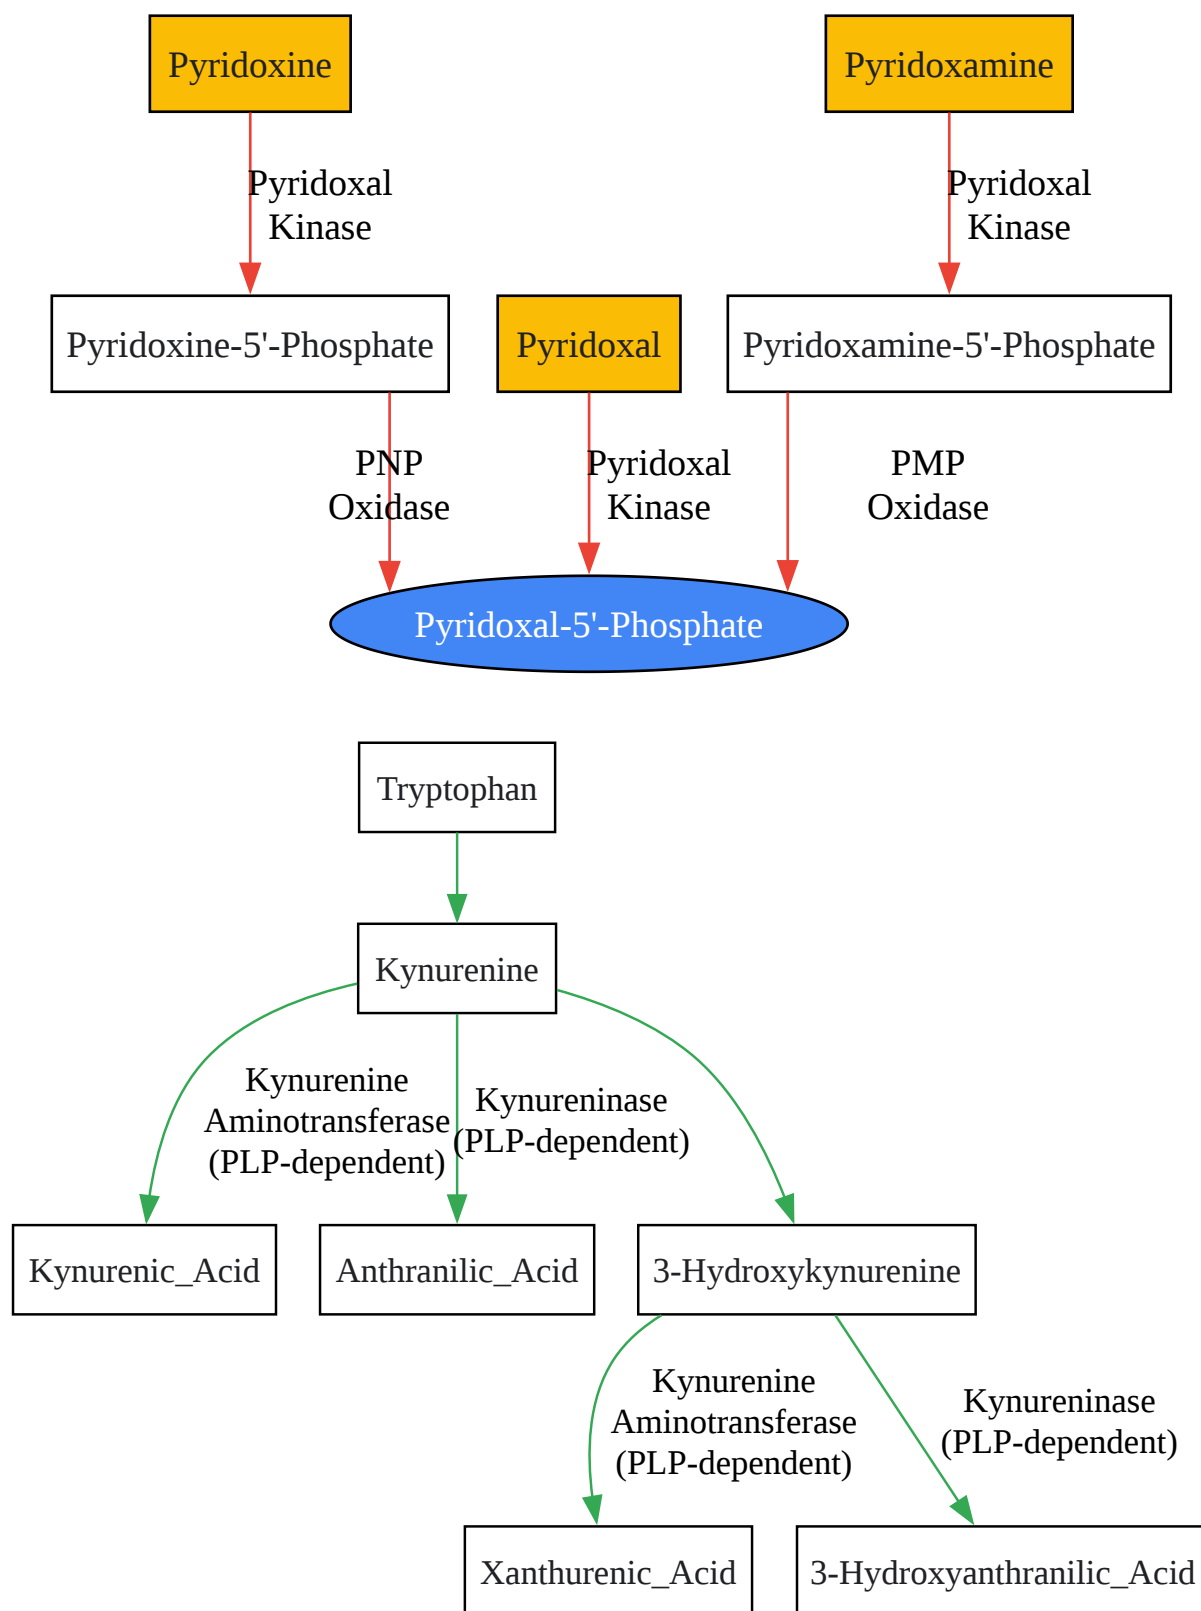 Pyridoxine
Pyridoxamine
Pyridoxal
Kinase
Pyridoxal
Kinase
Pyridoxine-5'-Phosphate
Pyridoxal
Pyridoxamine-5'-Phosphate
PNP
Oxidase
Pyridoxal
Kinase
PMP
Oxidase
Pyridoxal-5'-Phosphate
Tryptophan
Kynurenine
Kynurenine
Aminotransferase
(PLP-dependent)
Kynureninase
(PLP-dependent)
Kynurenic_Acid
Anthranilic_Acid
3-Hydroxykynurenine
Kynurenine
Aminotransferase
(PLP-dependent)
Kynureninase
(PLP-dependent)
Xanthurenic_Acid
3-Hydroxyanthranilic_Acid